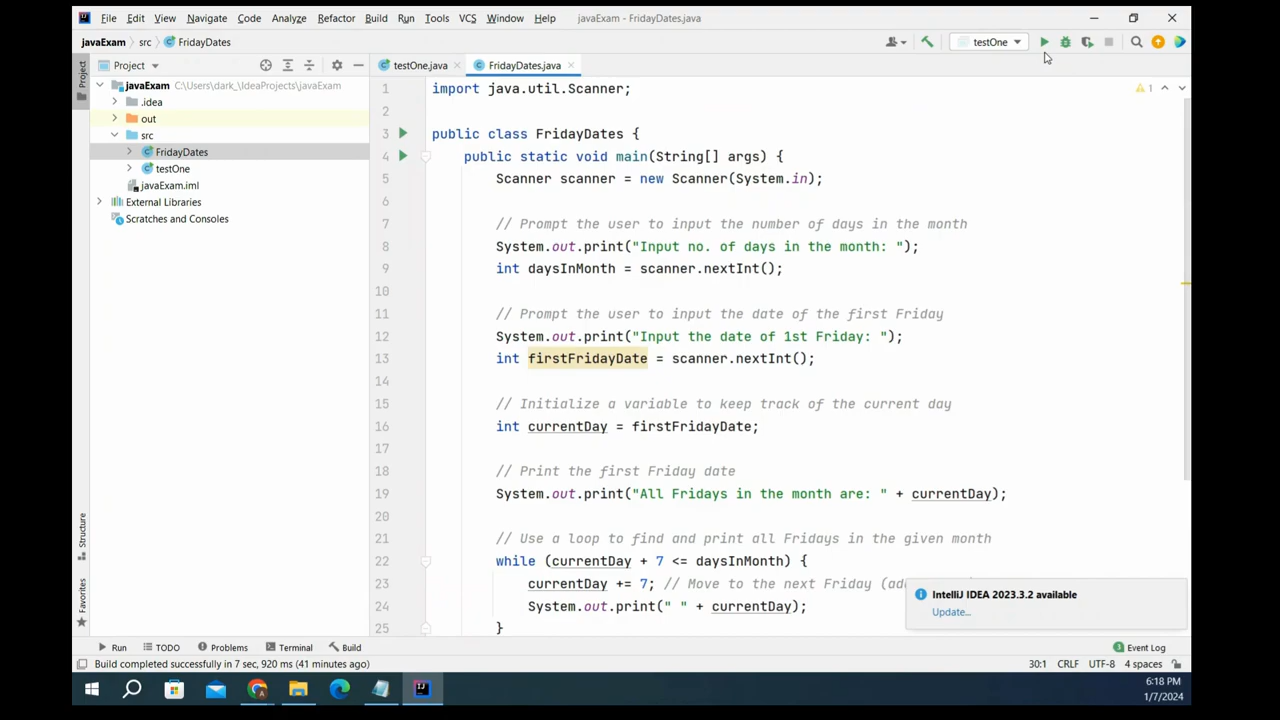 File Edit View Navigate Code Analyze Refactor Build Run Tools VCS Window Help javaExam - FridayDates.java
javaExam src FridayDates testOne
Project testOne.java FridayDates.java
javaExam C:\Users\dark_\IdeaProjects\javaExam
.idea
out
src
FridayDates
testOne
javaExam.iml
External Libraries
Scratches and Consoles
Project
Structure
Favorites
1
1 import java.util.Scanner;
2
3 public class FridayDates {
4 public static void main(String[] args) {
5 Scanner scanner = new Scanner(System.in);
6
7 // Prompt the user to input the number of days in the month
8 System.out.print("Input no. of days in the month: ");
9 int daysInMonth = scanner.nextInt();
10
11 // Prompt the user to input the date of the first Friday
12 System.out.print("Input the date of 1st Friday: ");
13 int firstFridayDate = scanner.nextInt();
14
15 // Initialize a variable to keep track of the current day
16 int currentDay = firstFridayDate;
17
18 // Print the first Friday date
19 System.out.print("All Fridays in the month are: " + currentDay);
20
21 // Use a loop to find and print all Fridays in the given month
22 while (currentDay + 7 <= daysInMonth) {
23 currentDay += 7; // Move to the next Friday
24 System.out.print(" " + currentDay);
25 }
IntelliJ IDEA 2023.3.2 available
Update...
Run TODO Problems Terminal Build 3 Event Log
Build completed successfully in 7 sec, 920 ms (41 minutes ago) 30:1 CRLF UTF-8 4 spaces
6:18 PM
1/7/2024